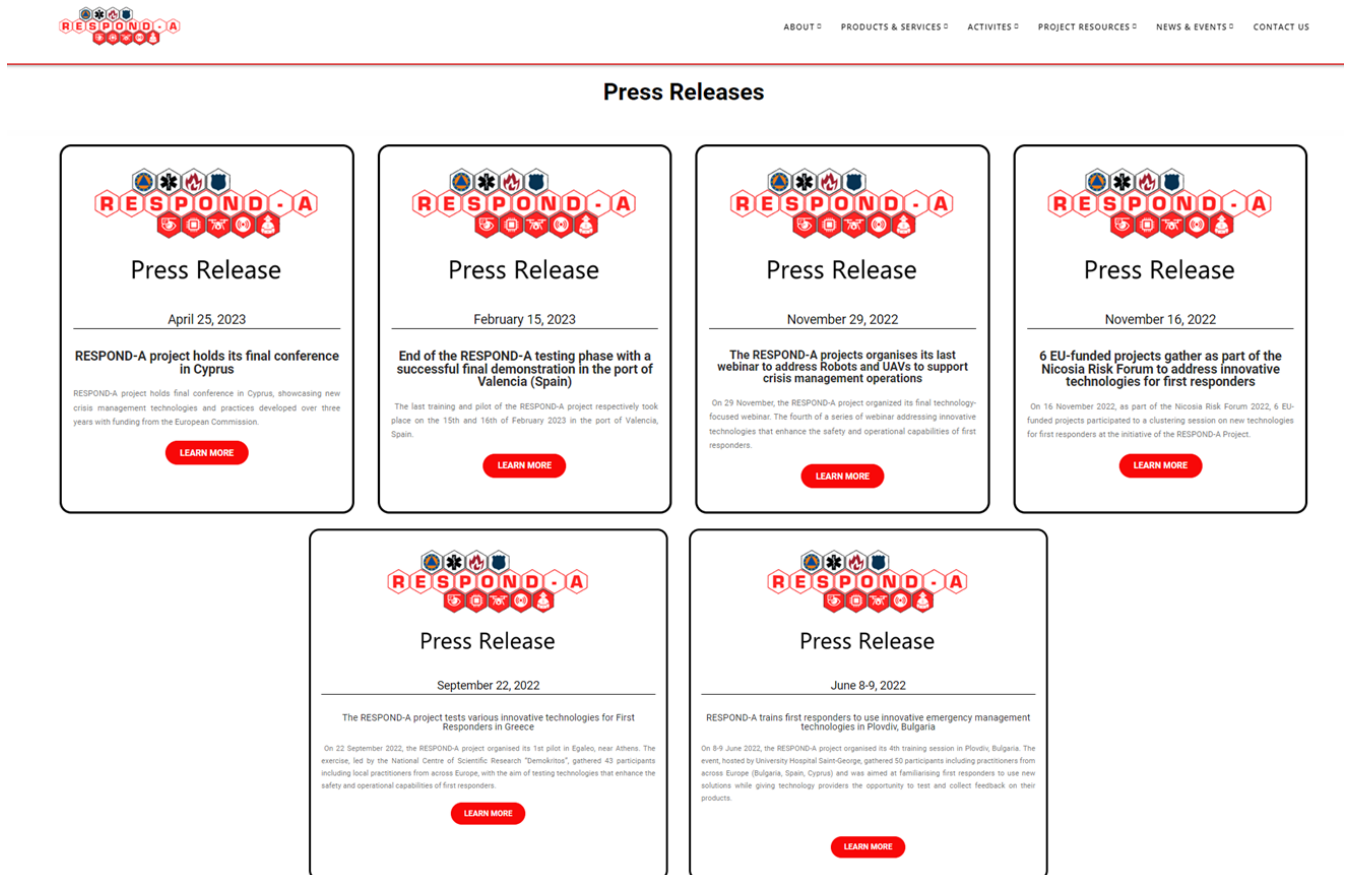 RESPOND-A
ABOUT PRODUCTS & SERVICES ACTIVITES PROJECT RESOURCES NEWS & EVENTS CONTACT US
Press Releases
RESPOND-A
Press Release
April 25, 2023
RESPOND-A project holds its final conference
in Cyprus
RESPOND-A project holds final conference in Cyprus, showcasing new
crisis management technologies and practices developed over three
years with funding from the European Commission.
LEARN MORE
RESPOND-A
Press Release
February 15, 2023
End of the RESPOND-A testing phase with a
successful final demonstration in the port of
Valencia (Spain)
The last training and pilot of the RESPOND-A project respectively took
place on the 15th and 16th of February 2023 in the port of Valencia,
Spain.
LEARN MORE
RESPOND-A
Press Release
November 29, 2022
The RESPOND-A projects organises its last
webinar to address Robots and UAVs to support
crisis management operations
On 29 November, the RESPOND-A project organized its final technology-
focused webinar. The fourth of a series of webinar addressing innovative
technologies that enhance the safety and operational capabilities of first
responders.
LEARN MORE
RESPOND-A
Press Release
November 16, 2022
6 EU-funded projects gather as part of the
Nicosia Risk Forum to address innovative
technologies for first responders
On 16 November 2022, as part of the Nicosia Risk Forum 2022, 6 EU-
funded projects participated to a clustering session on new technologies
for first responders at the initiative of the RESPOND-A Project.
LEARN MORE
RESPOND-A
Press Release
September 22, 2022
The RESPOND-A project tests various innovative technologies for First
Responders in Greece
On 22 September 2022, the RESPOND-A project organised its 1st pilot in Egaleo, near Athens. The
exercise, led by the National Centre of Scientific Research “Demokritos”, gathered 43 participants
including local practitioners from across Europe, with the aim of testing technologies that enhance the
safety and operational capabilities of first responders.
LEARN MORE
RESPOND-A
Press Release
June 8-9, 2022
RESPOND-A trains first responders to use innovative emergency management
technologies in Plovdiv, Bulgaria
On 8-9 June 2022, the RESPOND-A project organised its 4th training session in Plovdiv, Bulgaria. The
event, hosted by University Hospital Saint-George, gathered 50 participants including practitioners from
across Europe (Bulgaria, Spain, Cyprus) and was aimed at familiarising first responders to use new
solutions while giving technology providers the opportunity to test and collect feedback on their
products.
LEARN MORE